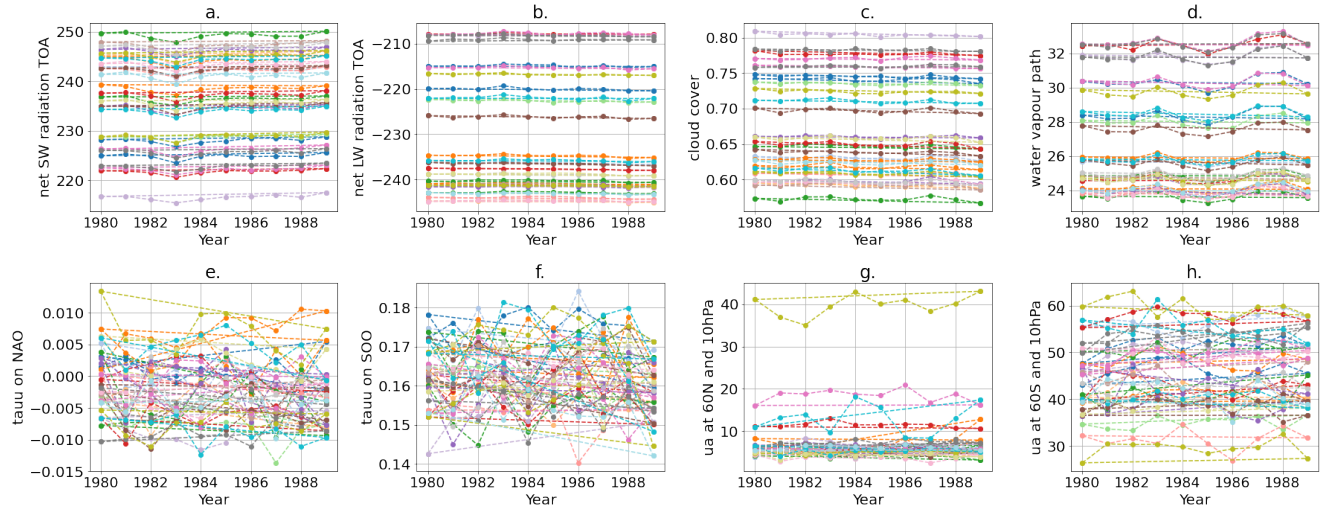 a.
net SW radiation TOA
250
240
230
220
1980 1982 1984 1986 1988
Year
b.
net LW radiation TOA
−210
−220
−230
−240
1980 1982 1984 1986 1988
Year
c.
cloud cover
0.80
0.75
0.70
0.65
0.60
1980 1982 1984 1986 1988
Year
d.
water vapour path
32
30
28
26
24
1980 1982 1984 1986 1988
Year
e.
tauu on NAO
0.010
0.005
0.000
−0.005
−0.010
−0.015
1980 1982 1984 1986 1988
Year
f.
tauu on SOO
0.18
0.17
0.16
0.15
0.14
1980 1982 1984 1986 1988
Year
g.
ua at 60N and 10hPa
40
30
20
10
1980 1982 1984 1986 1988
Year
h.
ua at 60S and 10hPa
60
50
40
30
1980 1982 1984 1986 1988
Year